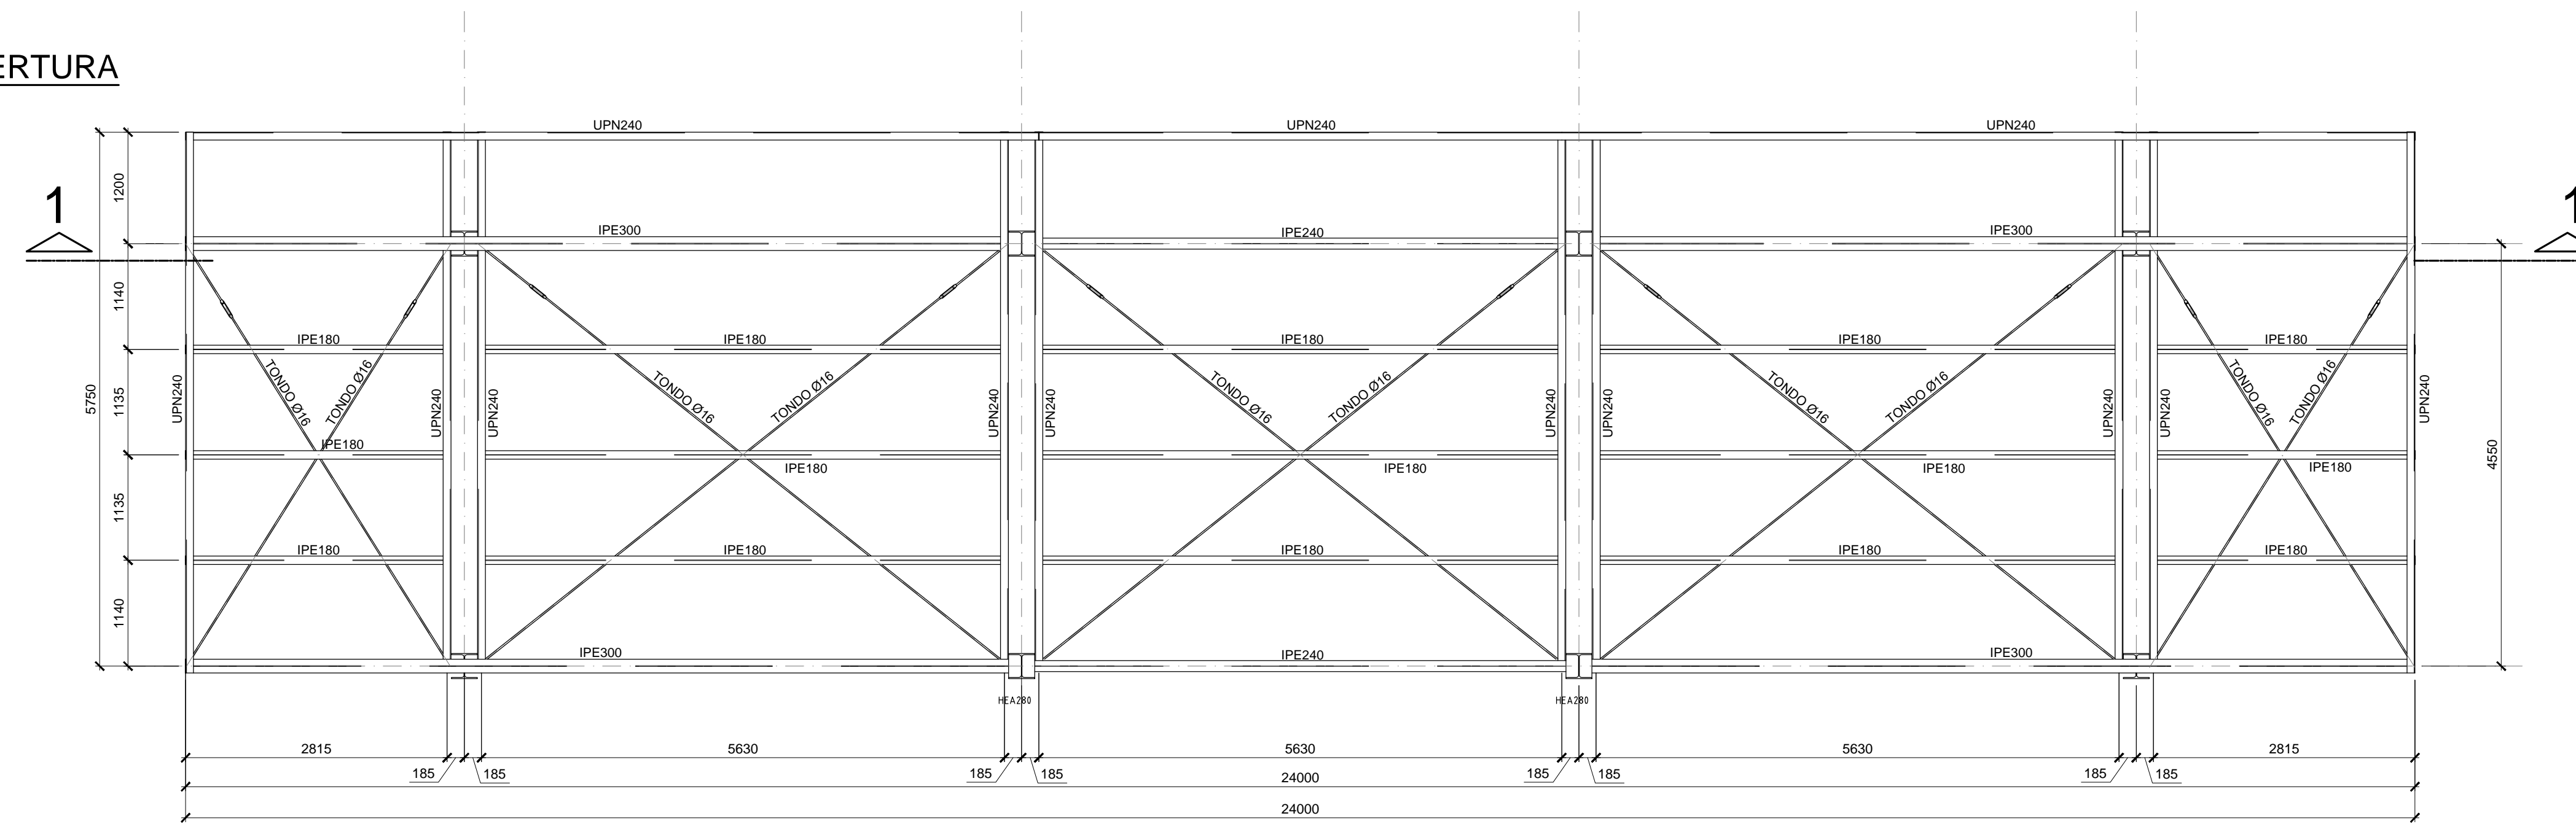 ERTURA
UPN240 UPN240 UPN240
1 1
1200
IPE300 IPE240 IPE300
1140
IPE180 IPE180 IPE180 IPE180 IPE180
TONDO Ø16 TONDO Ø16 TONDO Ø16 TONDO Ø16 TONDO Ø16 TONDO Ø16 TONDO Ø16 TONDO Ø16 TONDO Ø16 TONDO Ø16
5750 1135 UPN240 UPN240 UPN240 UPN240 UPN240 UPN240 UPN240 UPN240 UPN240 UPN240
IPE180 IPE180 IPE180 IPE180 IPE180
4550
1135
IPE180 IPE180 IPE180 IPE180 IPE180
1140
IPE300 IPE240 IPE300
HEA280 HEA280
2815 5630 5630 5630 2815
185 185 185 185 185 185 185 185
24000
24000